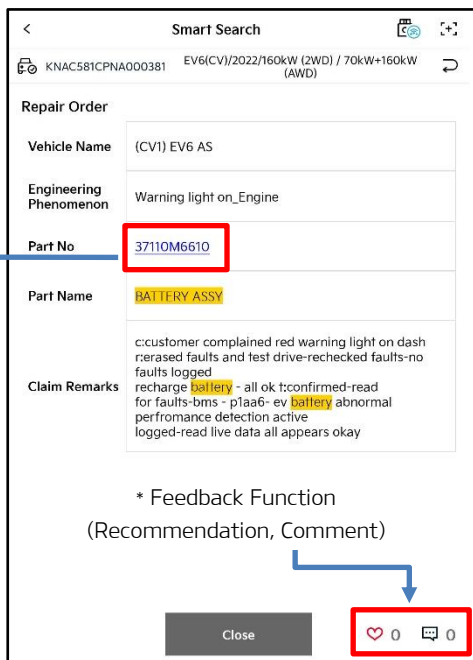 Smart Search
KNAC581CPNA000381
EV6(CV)/2022/160kW (2WD) / 70kW+160kW
(AWD)
Repair Order
Vehicle Name
(CV1) EV6 AS
Engineering
Phenomenon
Warning light on_Engine
Part No
37110M6610
Part Name
BATTERY ASSY
Claim Remarks
c:customer complained red warning light on dash
r:erased faults and test drive-rechecked faults-no
faults logged
recharge battery - all ok t:confirmed-read
for faults-bms - p1aa6- ev battery abnormal
perfromance detection active
logged-read live data all appears okay
* Feedback Function
(Recommendation, Comment)
Close
0
0